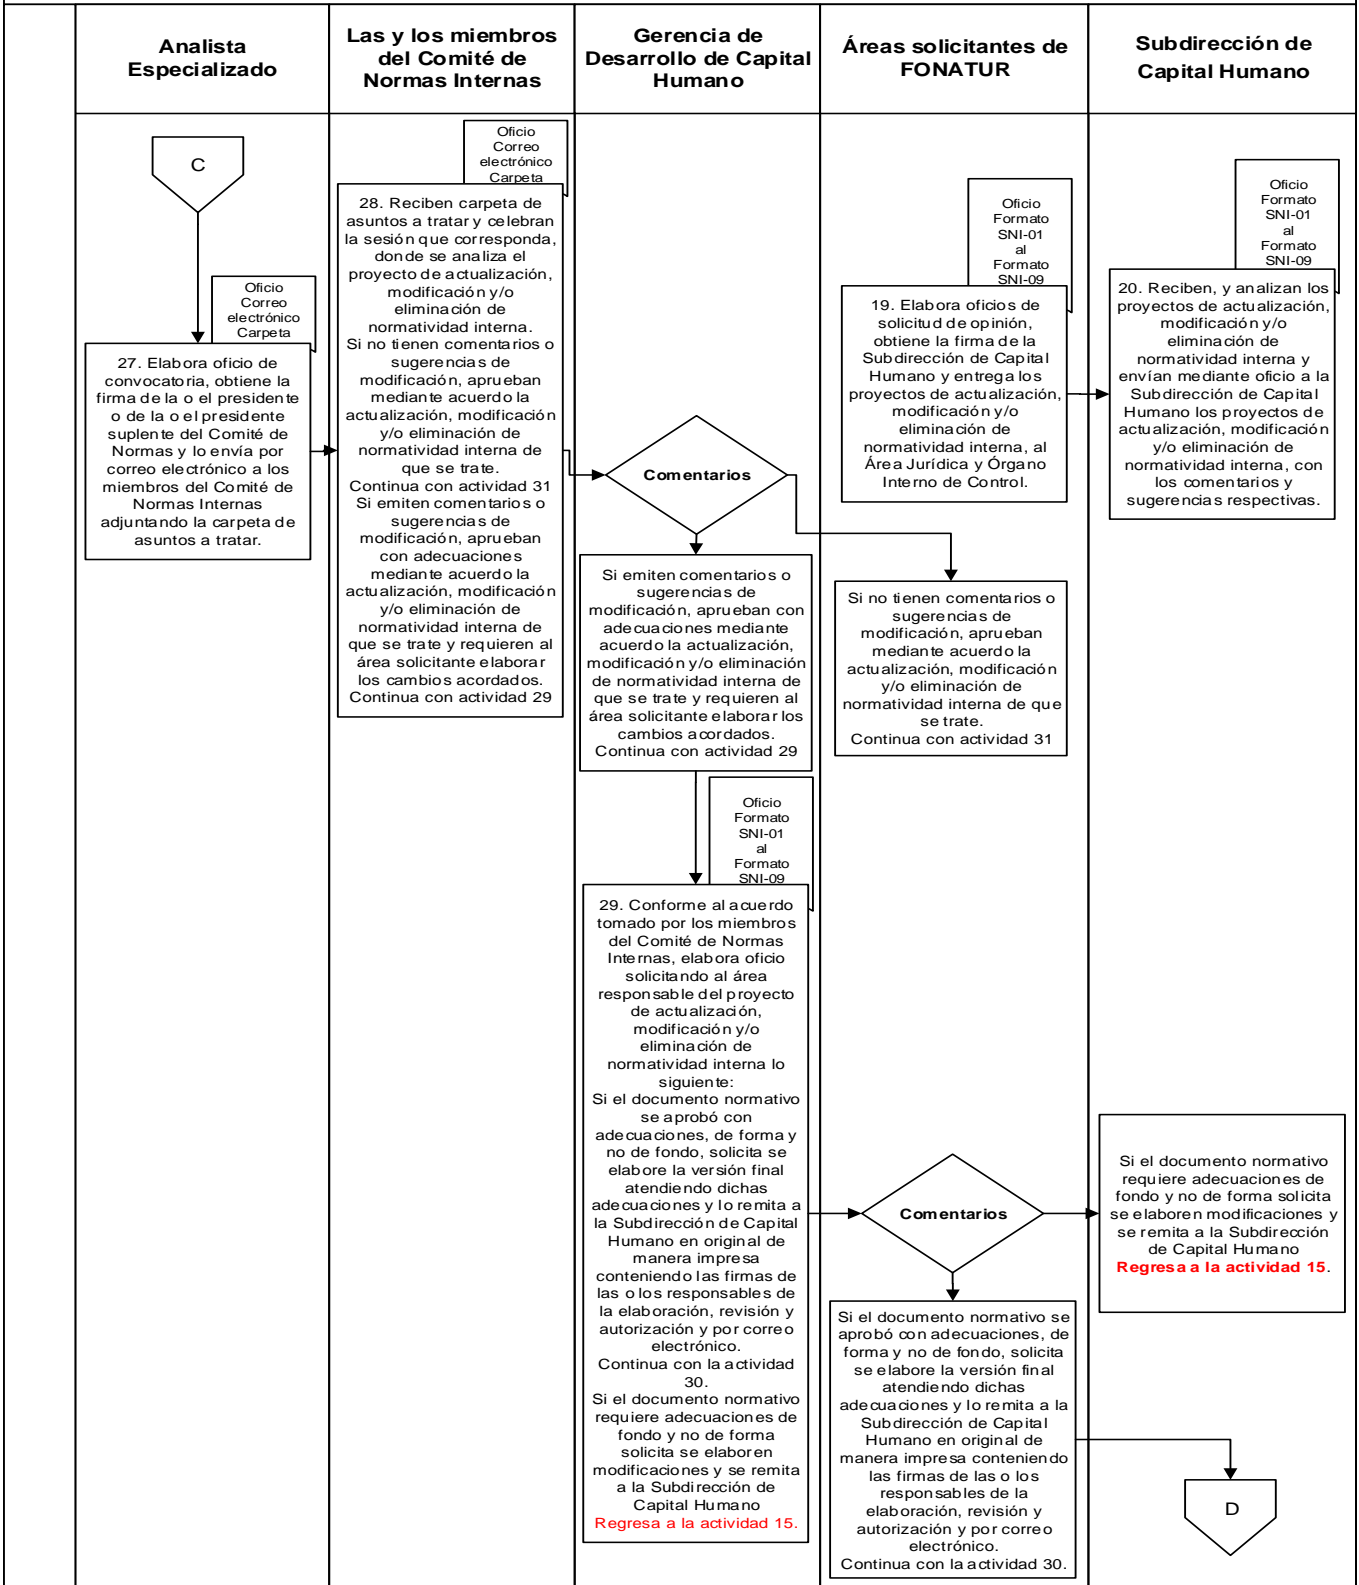 Analista
Especializado
Las y los miembros
del Comité de
Normas Internas
Gerencia de
Desarrollo de Capital
Humano
Áreas solicitantes de
FONATUR
Subdirección de
Capital Humano
C
Oficio
Correo
electrónico
Carpeta
27. Elabora oficio de
convocatoria, obtiene la
firma de la o el presidente
o de la o el presidente
suplente del Comité de
Normas y lo envía por
correo electrónico a los
miembros del Comité de
Normas Internas
adjuntando la carpeta de
asuntos a tratar.
Oficio
Correo
electrónico
Carpeta
28. Reciben carpeta de
asuntos a tratar y celebran
la sesión que corresponda,
donde se analiza el
proyecto de actualización,
modificación y/o
eliminación de
normatividad interna.
Si no tienen comentarios o
sugerencias de
modificación, aprueban
mediante acuerdo la
actualización, modificación
y/o eliminación de
normatividad interna de
que se trate.
Continua con actividad 31
Si emiten comentarios o
sugerencias de
modificación, aprueban
con adecuaciones
mediante acuerdo la
actualización, modificación
y/o eliminación de
normatividad interna de
que se trate y requieren al
área solicitante elaborar
los cambios acordados.
Continua con actividad 29
Comentarios
Si emiten comentarios o
sugerencias de
modificación, aprueban con
adecuaciones mediante
acuerdo la actualización,
modificación y/o eliminación
de normatividad interna de
que se trate y requieren al
área solicitante elaborar los
cambios acordados.
Continua con actividad 29
Oficio
Formato
SNI-01
al
Formato
SNI-09
29. Conforme al acuerdo
tomado por los miembros
del Comité de Normas
Internas, elabora oficio
solicitando al área
responsable del proyecto
de actualización,
modificación y/o
eliminación de
normatividad interna lo
siguiente:
Si el documento normativo
se aprobó con
adecuaciones, de forma y
no de fondo, solicita se
elabore la versión final
atendiendo dichas
adecuaciones y lo remita a
la Subdirección de Capital
Humano en original de
manera impresa
conteniendo las firmas de
las o los responsables de
la elaboración, revisión y
autorización y por correo
electrónico.
Continua con la actividad
30.
Si el documento normativo
requiere adecuaciones de
fondo y no de forma
solicita se elaboren
modificaciones y se remita
a la Subdirección de
Capital Humano
Regresa a la actividad 15.
Oficio
Formato
SNI-01
al
Formato
SNI-09
19. Elabora oficios de
solicitud de opinión,
obtiene la firma de la
Subdirección de Capital
Humano y entrega los
proyectos de actualización,
modificación y/o
eliminación de
normatividad interna, al
Área Jurídica y Órgano
Interno de Control.
Si no tienen comentarios o
sugerencias de
modificación, aprueban
mediante acuerdo la
actualización, modificación
y/o eliminación de
normatividad interna de que
se trate.
Continua con actividad 31
Comentarios
Si el documento normativo se
aprobó con adecuaciones, de
forma y no de fondo, solicita
se elabore la versión final
atendiendo dichas
adecuaciones y lo remita a la
Subdirección de Capital
Humano en original de
manera impresa conteniendo
las firmas de las o los
responsables de la
elaboración, revisión y
autorización y por correo
electrónico.
Continua con la actividad 30.
Oficio
Formato
SNI-01
al
Formato
SNI-09
20. Reciben, y analizan los
proyectos de actualización,
modificación y/o
eliminación de
normatividad interna y
envían mediante oficio a la
Subdirección de Capital
Humano los proyectos de
actualización, modificación
y/o eliminación de
normatividad interna, con
los comentarios y
sugerencias respectivas.
Si el documento normativo
requiere adecuaciones de
fondo y no de forma solicita
se elaboren modificaciones y
se remita a la Subdirección
de Capital Humano
Regresa a la actividad 15.
D